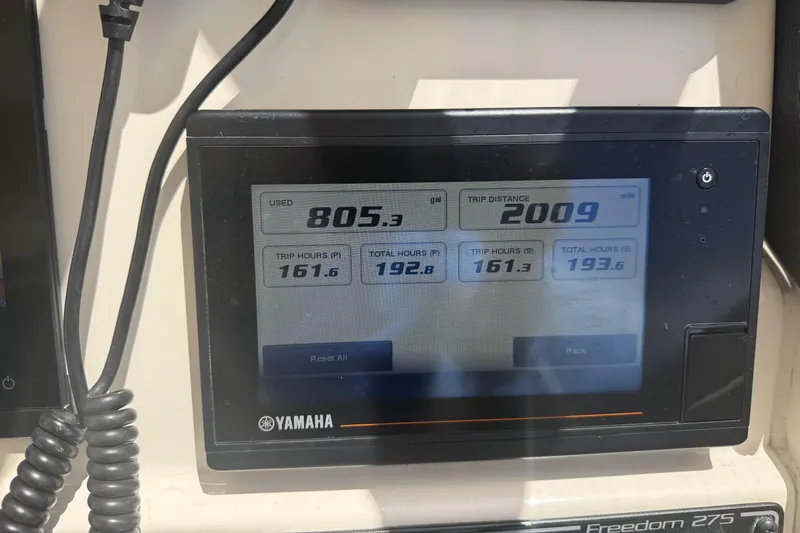 USED 805.3 gal
TRIP DISTANCE 2009 mile
TRIP HOURS (P) 161.6
TOTAL HOURS (P) 192.8
TRIP HOURS (S) 161.3
TOTAL HOURS (S) 193.6
Reset All
Back
YAMAHA
Freedom 275